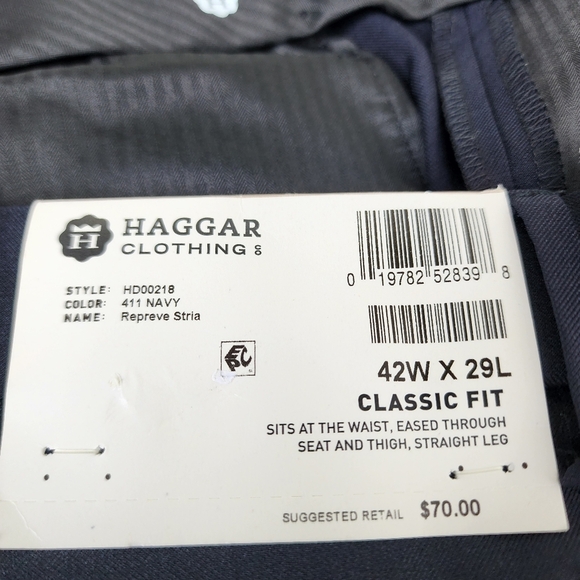 HAGGAR
CLOTHING CO
STYLE: HD00218
COLOR: 411 NAVY
NAME: Repreve Stria
0 19782 52839 8
EPC
42W X 29L
CLASSIC FIT
SITS AT THE WAIST, EASED THROUGH
SEAT AND THIGH, STRAIGHT LEG
SUGGESTED RETAIL $70.00